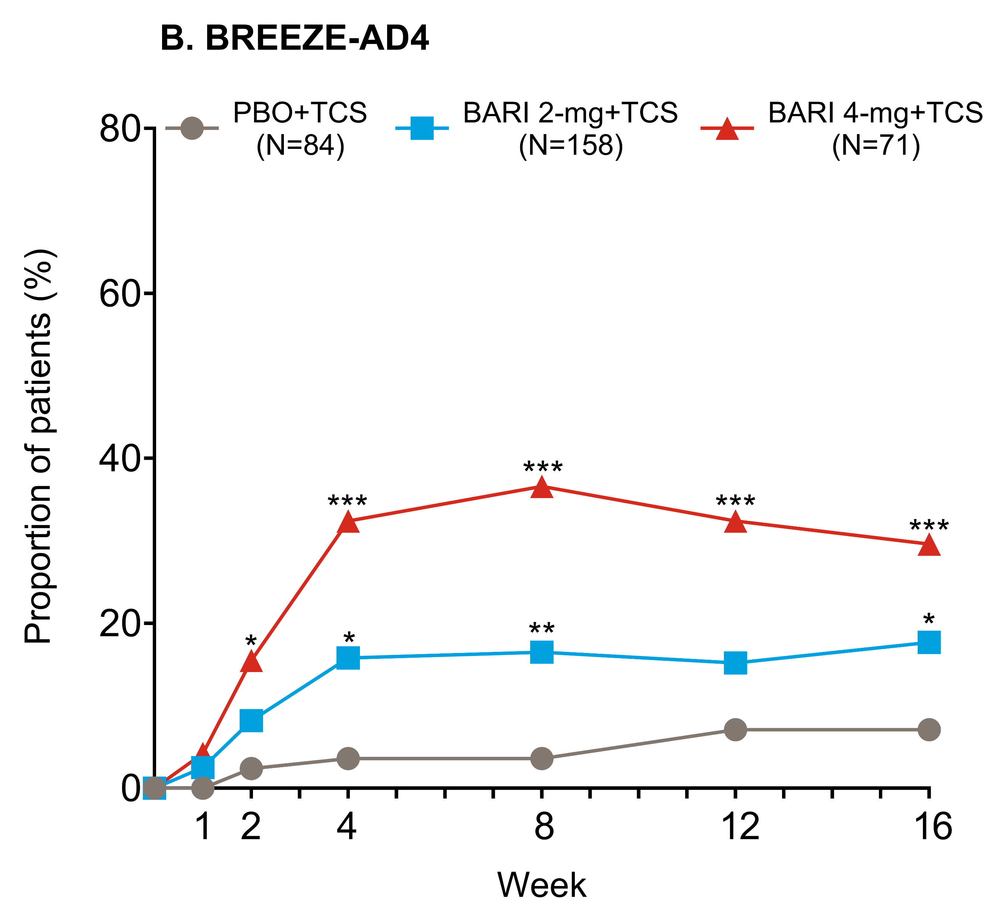 B. BREEZE-AD4
PBO+TCS
(N=84)
BARI 2-mg+TCS
(N=158)
BARI 4-mg+TCS
(N=71)
Proportion of patients (%)
80
60
40
20
0
***
***
***
***
*
*
**
*
1 2 4 8 12 16
Week